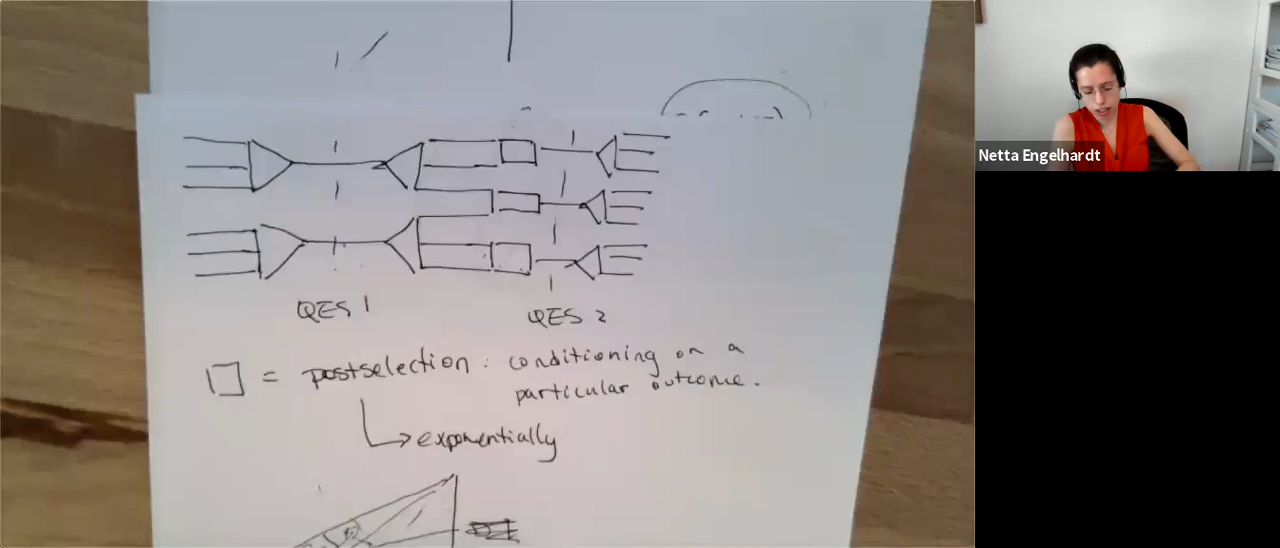 Netta Engelhardt
QES 1
QES 2
□ = postselection : conditioning on a
particular outcome.
↳ exponentially